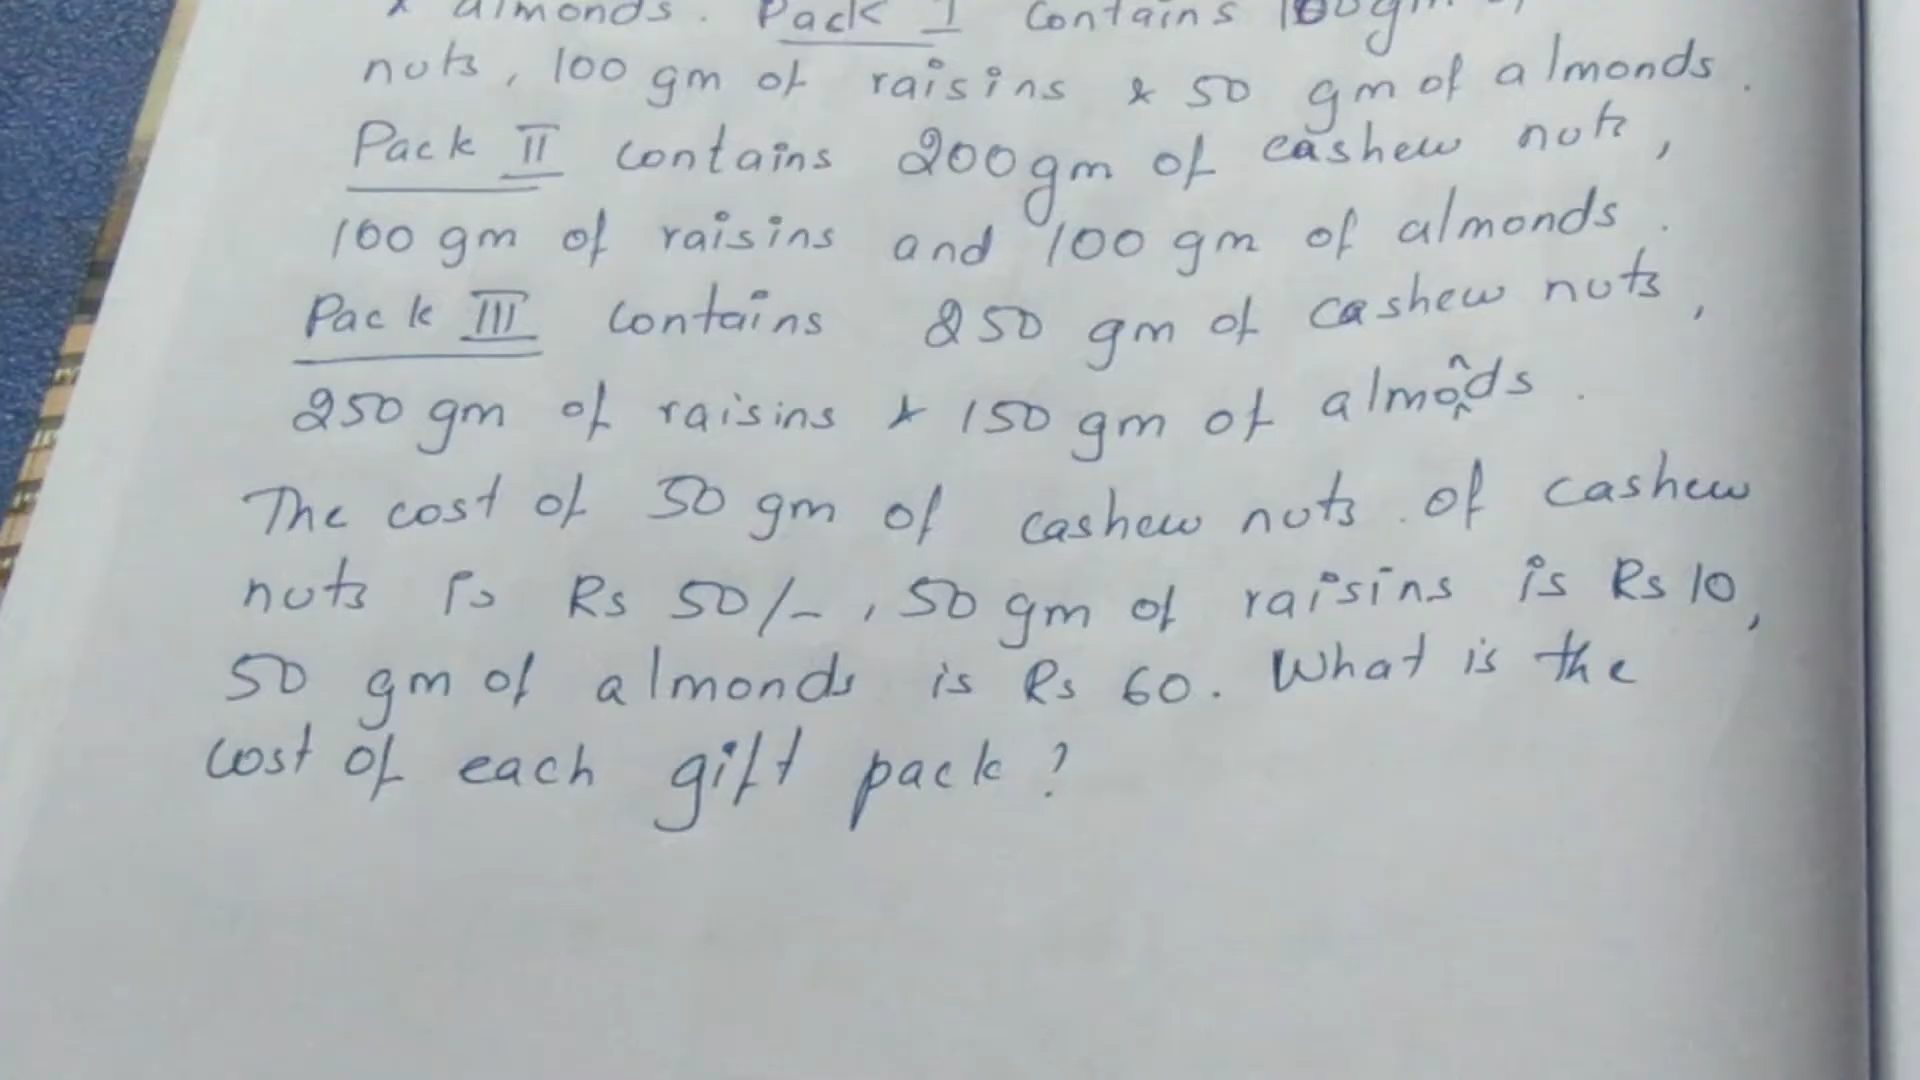 & almonds. Pack I contains 100gm
nuts, 100 gm of raisins & 50 gm of almonds.
Pack II contains 200gm of cashew nuts,
100 gm of raisins and 100 gm of almonds.
Pack III contains 250 gm of cashew nuts,
250 gm of raisins & 150 gm of almonds.
The cost of 50 gm of cashew nuts of cashew
nuts is Rs 50/-, 50 gm of raisins is Rs 10,
50 gm of almonds is Rs 60. What is the
cost of each gift pack?